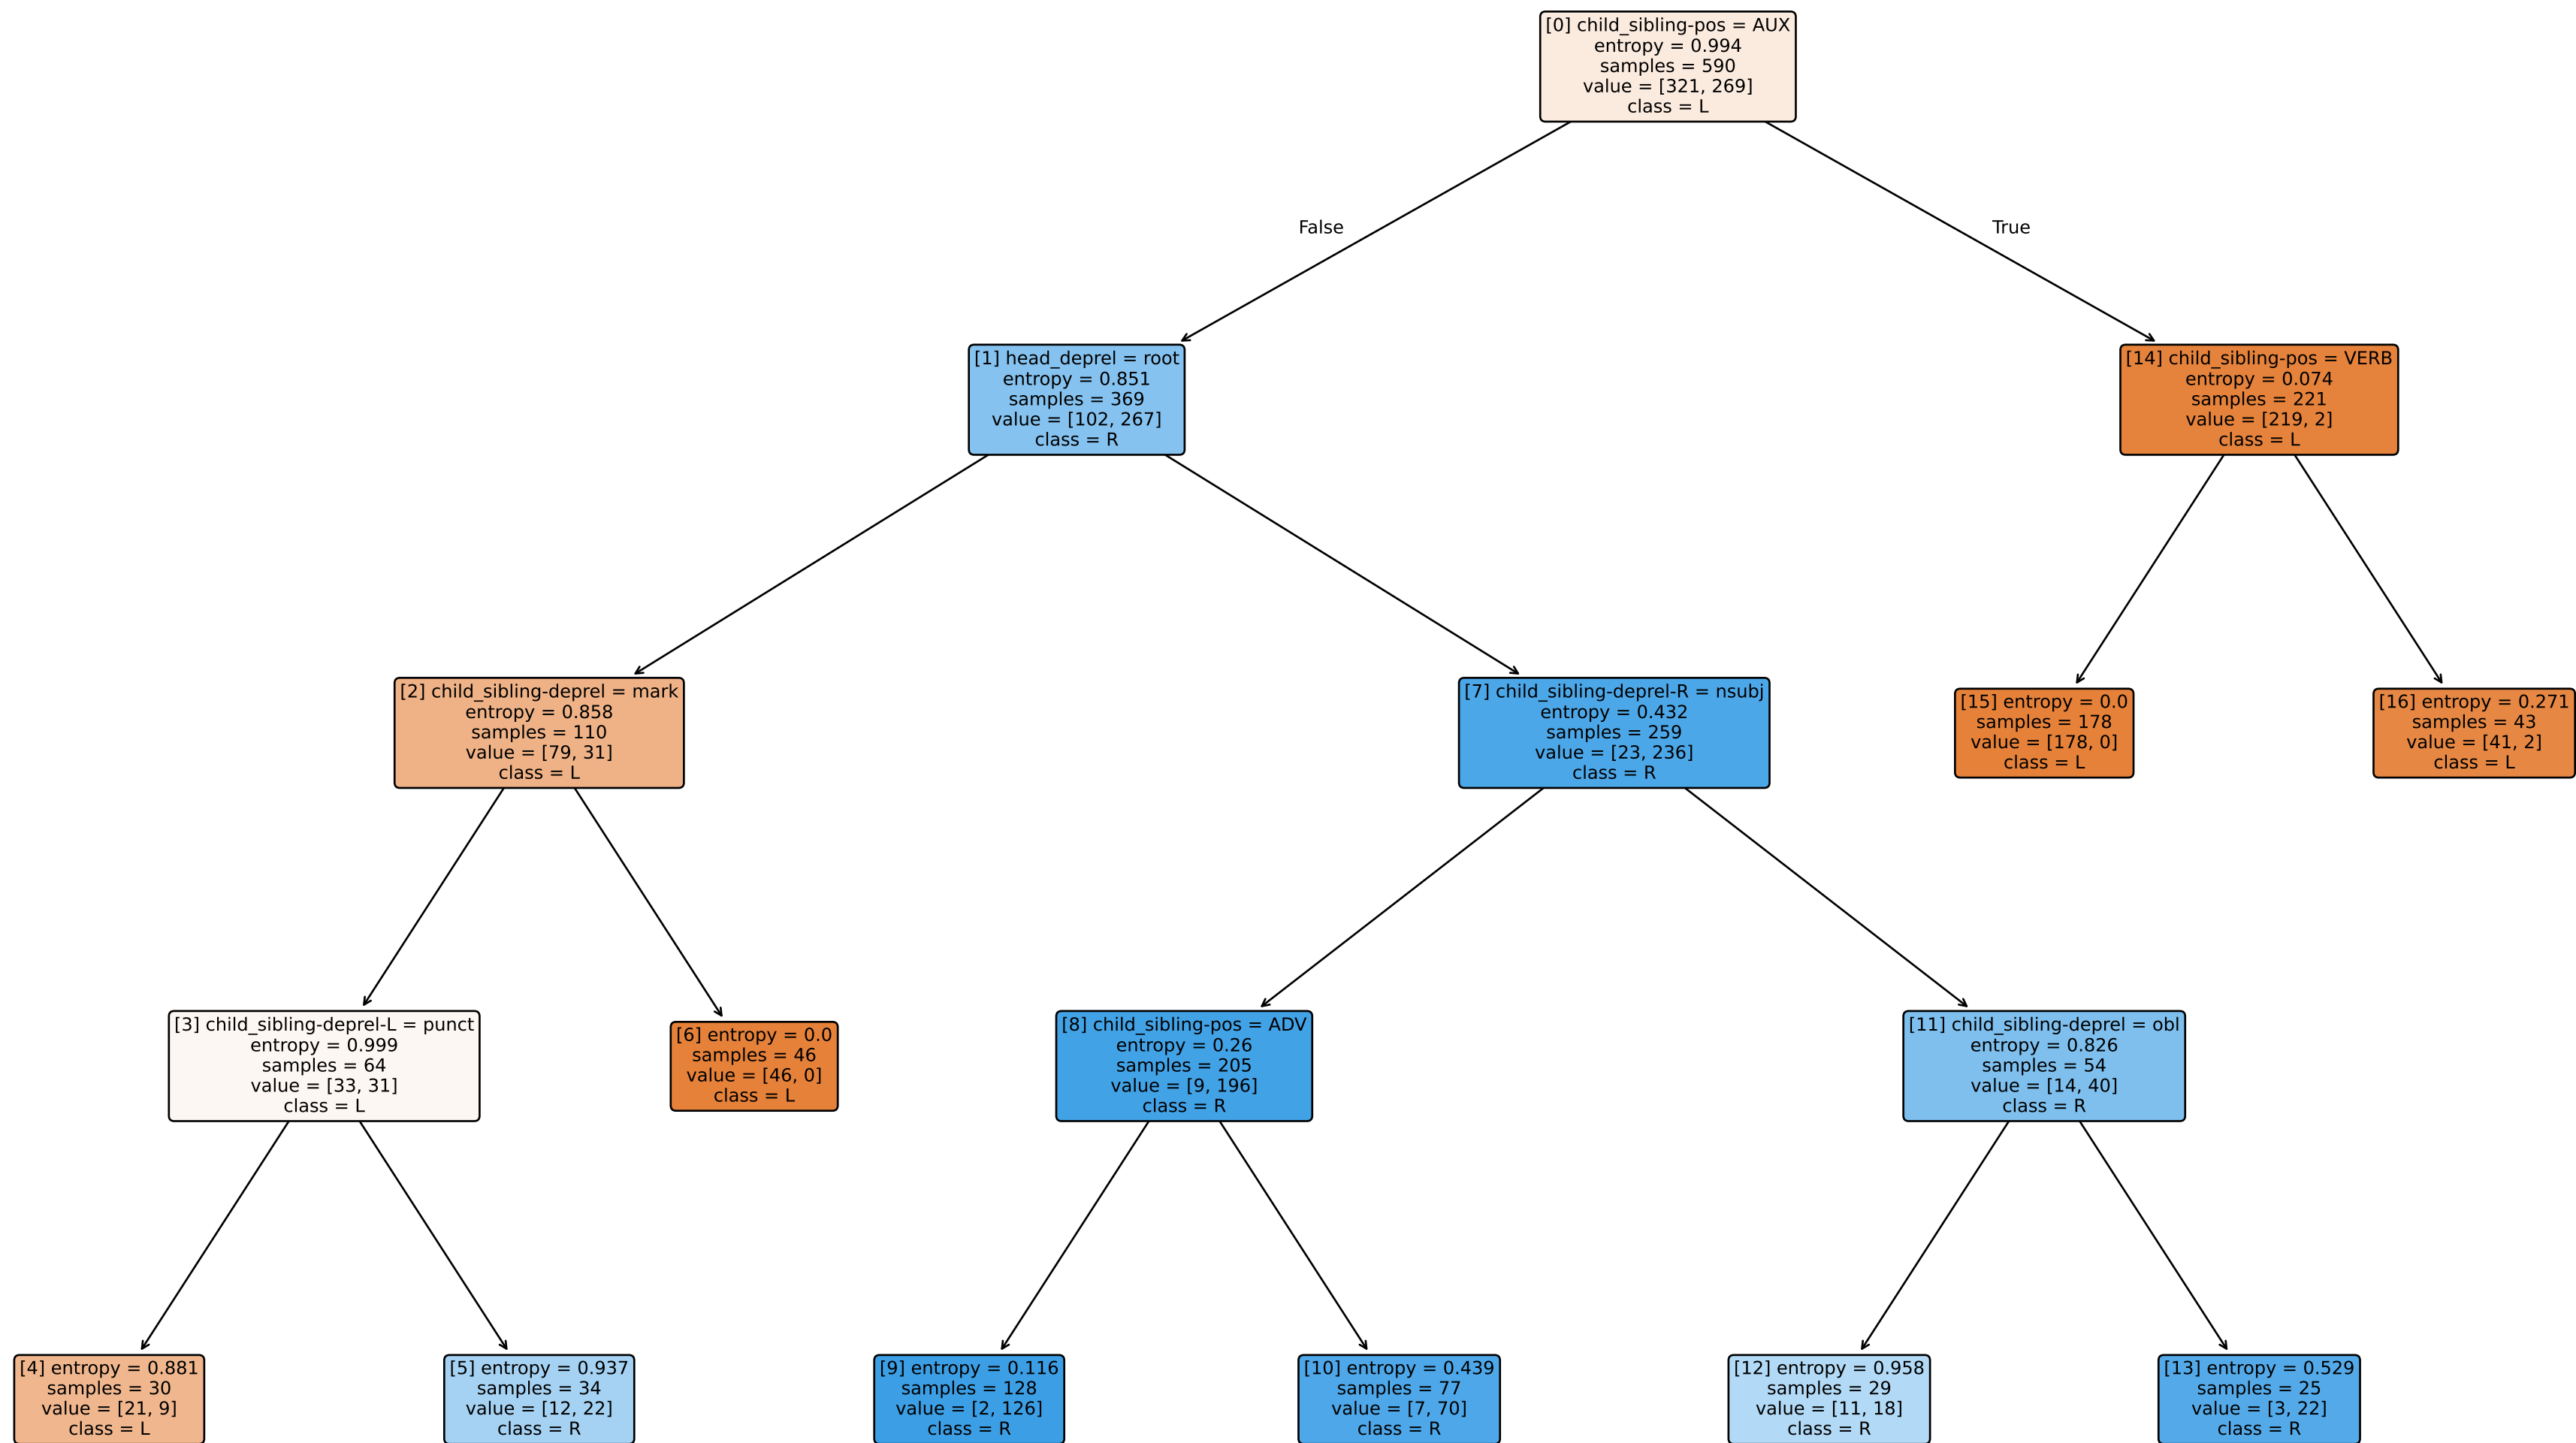 [0] child_sibling-pos = AUX
entropy = 0.994
samples = 590
value = [321, 269]
class = L
False
True
[1] head_deprel = root
entropy = 0.851
samples = 369
value = [102, 267]
class = R
[14] child_sibling-pos = VERB
entropy = 0.074
samples = 221
value = [219, 2]
class = L
[2] child_sibling-deprel = mark
entropy = 0.858
samples = 110
value = [79, 31]
class = L
[7] child_sibling-deprel-R = nsubj
entropy = 0.432
samples = 259
value = [23, 236]
class = R
[15] entropy = 0.0
samples = 178
value = [178, 0]
class = L
[16] entropy = 0.271
samples = 43
value = [41, 2]
class = L
[3] child_sibling-deprel-L = punct
entropy = 0.999
samples = 64
value = [33, 31]
class = L
[6] entropy = 0.0
samples = 46
value = [46, 0]
class = L
[8] child_sibling-pos = ADV
entropy = 0.26
samples = 205
value = [9, 196]
class = R
[11] child_sibling-deprel = obl
entropy = 0.826
samples = 54
value = [14, 40]
class = R
[4] entropy = 0.881
samples = 30
value = [21, 9]
class = L
[5] entropy = 0.937
samples = 34
value = [12, 22]
class = R
[9] entropy = 0.116
samples = 128
value = [2, 126]
class = R
[10] entropy = 0.439
samples = 77
value = [7, 70]
class = R
[12] entropy = 0.958
samples = 29
value = [11, 18]
class = R
[13] entropy = 0.529
samples = 25
value = [3, 22]
class = R